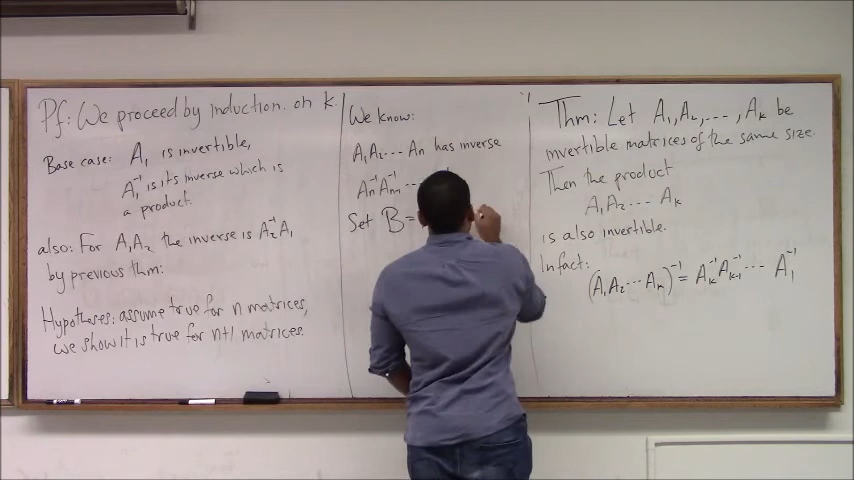 Pf: We proceed by induction. on k.
Base case: A₁ is invertible,
A₁⁻¹ is its inverse which is
a product.
also: For A₁A₂ the inverse is A₂⁻¹A₁
by previous thm:
Hypotheses: assume true for n matrices,
we show it is true for n+1 matrices.
We know:
A₁A₂ ... An has inverse
An⁻¹An-1⁻¹ ...
Set B=
Thm: Let A₁, A₂, ..., Aₖ be
invertible matrices of the same size.
Then the product
A₁A₂ ... Aₖ
is also invertible.
In fact:
(A₁A₂ ... Aₖ)⁻¹ = Aₖ⁻¹Aₖ₋₁⁻¹ ... A₁⁻¹